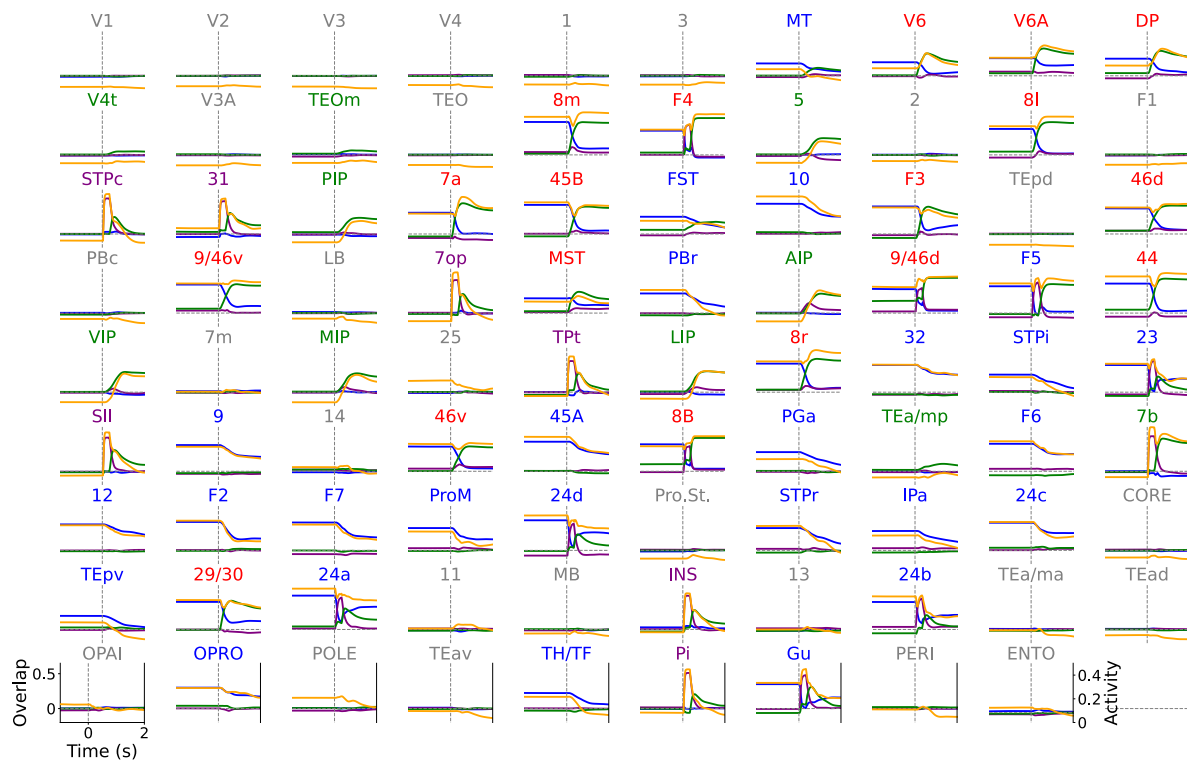 V1 V2 V3 V4 1 3 MT V6 V6A DP
V4t V3A TEOm TEO 8m F4 5 2 8l F1
STPc 31 PIP 7a 45B FST 10 F3 TEpd 46d
PBc 9/46v LB 7op MST PBr AIP 9/46d F5 44
VIP 7m MIP 25 TPt LIP 8r 32 STPi 23
SII 9 14 46v 45A 8B PGa TEa/mp F6 7b
12 F2 F7 ProM 24d Pro.St. STPr IPa 24c CORE
TEpv 29/30 24a 11 MB INS 13 24b TEa/ma TEad
OPAI OPRO POLE TEav TH/TF Pi Gu PERI ENTO
0.5
0
Overlap
0 2
Time (s)
0.4
0.2
0
Activity